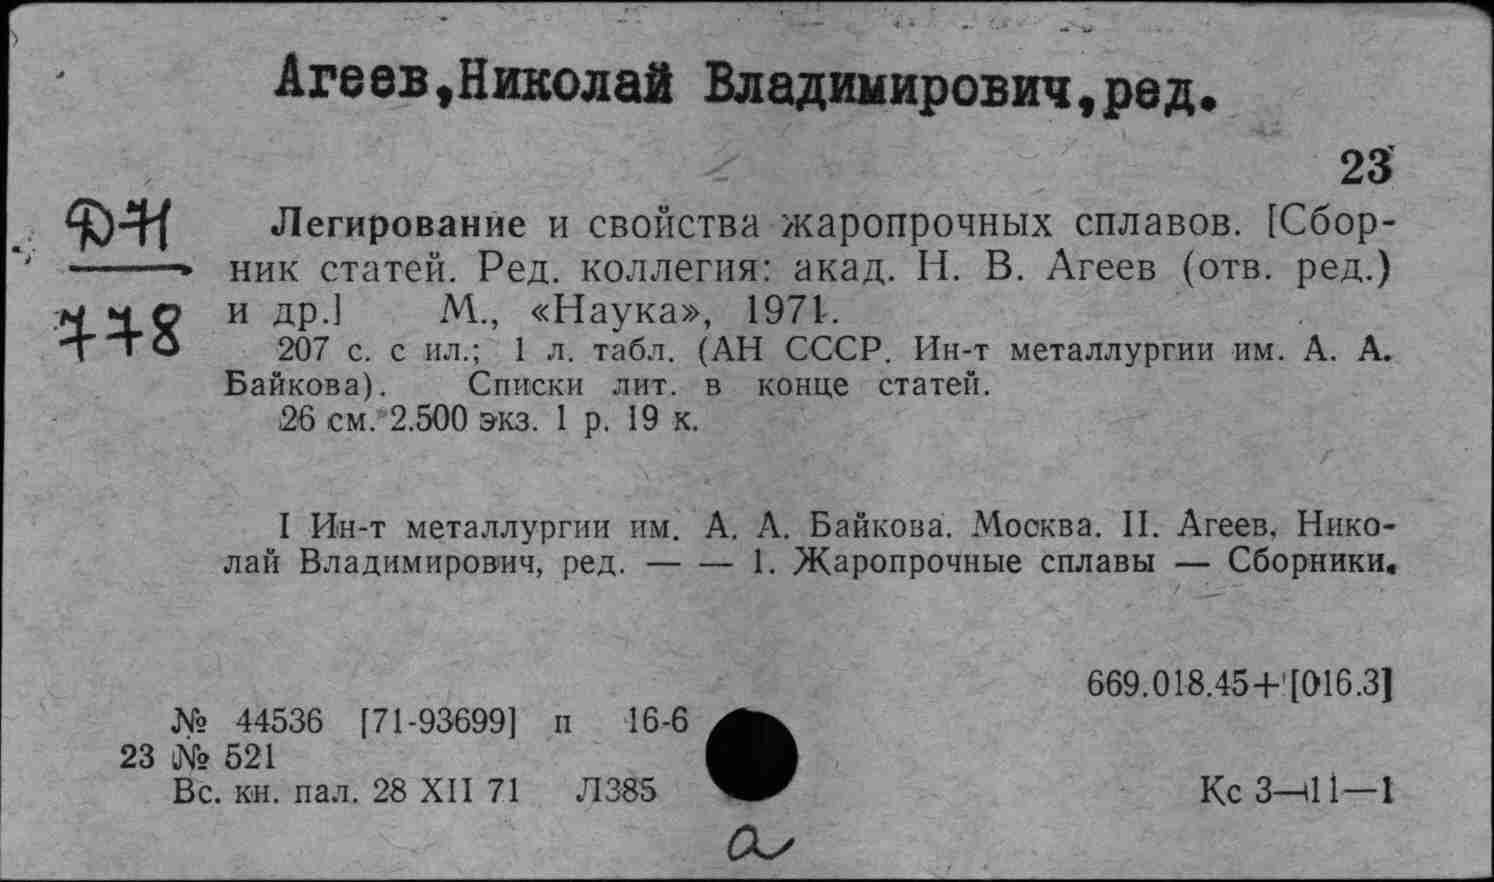 Агеев,Николай Владимирович,ред.
23
Легирование и свойства жаропрочных сплавов. [Сбор-
ник статей. Ред. коллегия: акад. Н. В. Агеев (отв. ред.)
и др.] М., «Наука», 1971.
207 с. с ил.; 1 л. табл. (АН СССР. Ин-т металлургии им. А. А.
Байкова). Списки лит. в конце статей.
26 см. 2.500 экз. 1 р. 19 к.
778
I Ин-т металлургии им. А. А. Байкова. Москва. II. Агеев, Нико-
лай Владимирович, ред. — — 1. Жаропрочные сплавы — Сборники.
669.018.45+[016.3]
№ 44536 [71-93699] п 16-6
23 № 521
Вс. кн. пал. 28 XII 71 Л385
Кс 3—11—1
а